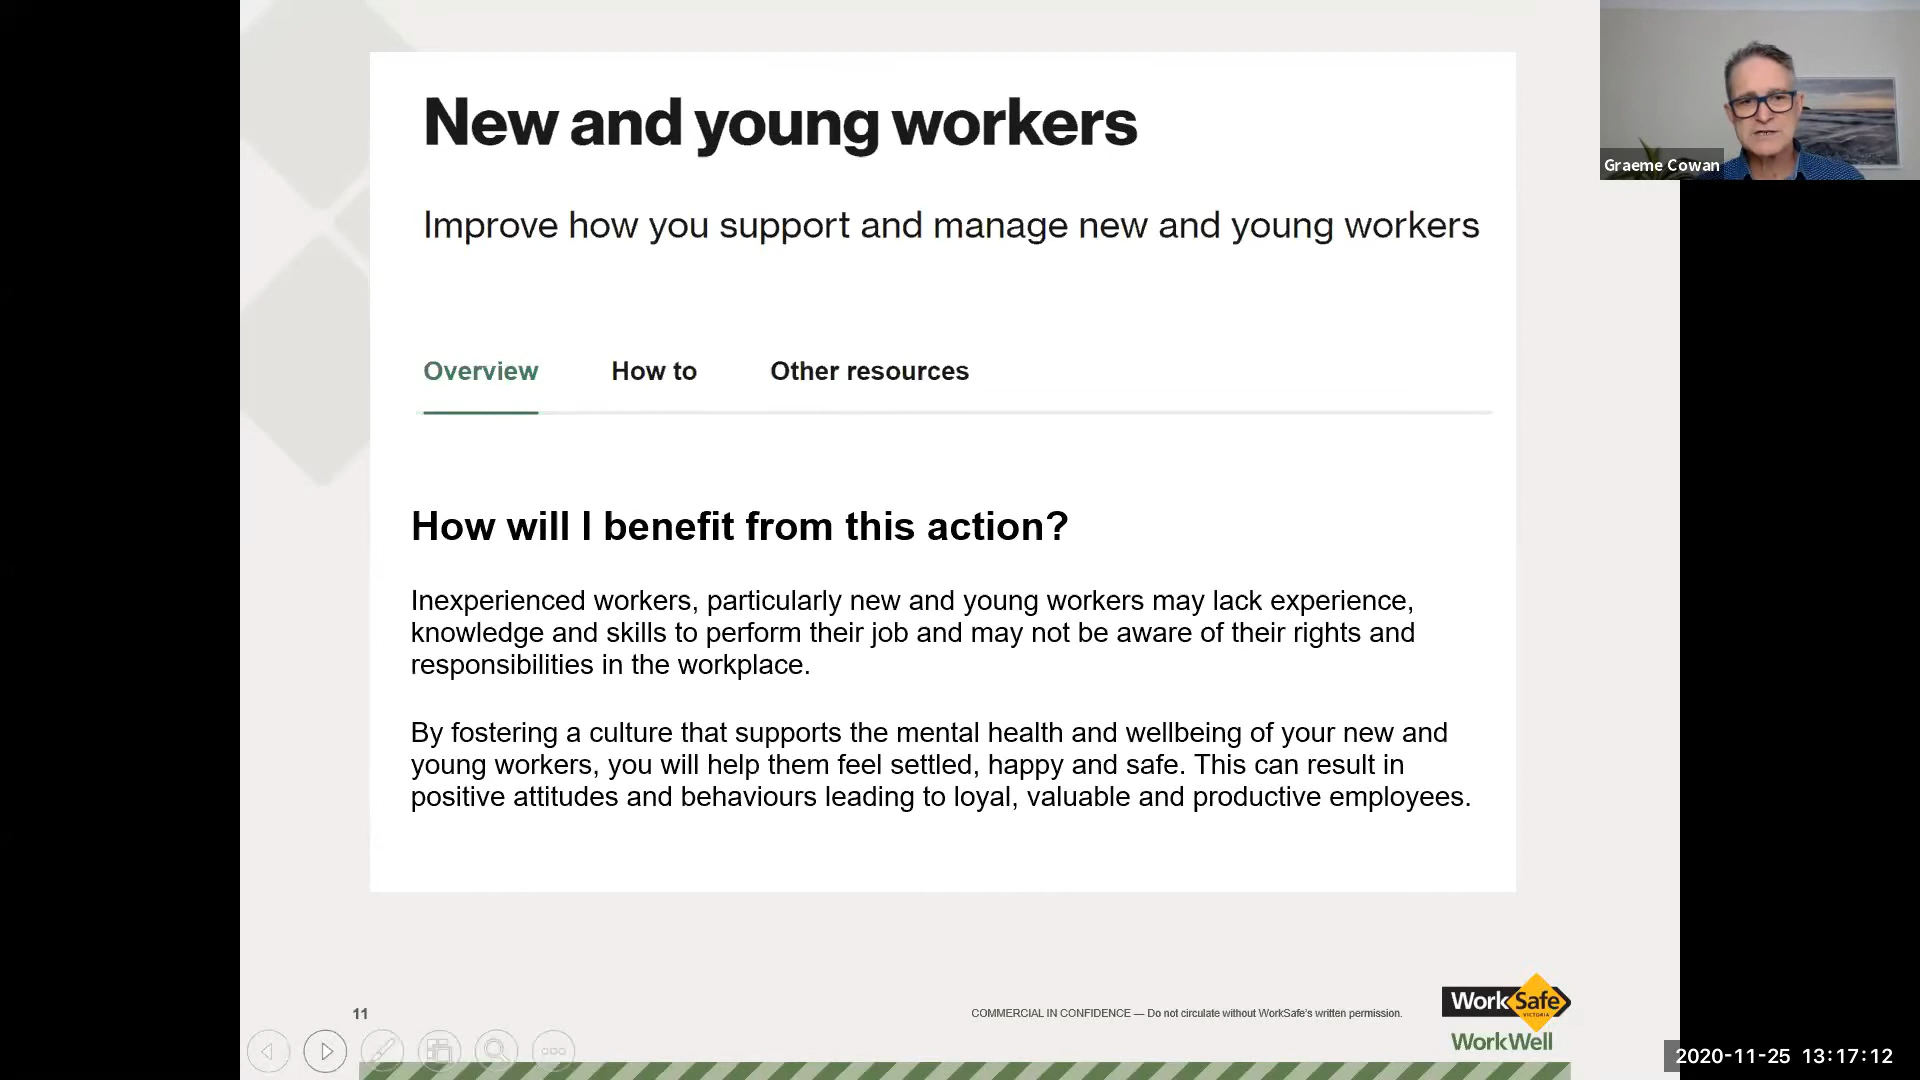 New and young workers
Graeme Cowan
Improve how you support and manage new and young workers
Overview How to Other resources
How will I benefit from this action?
Inexperienced workers, particularly new and young workers may lack experience,
knowledge and skills to perform their job and may not be aware of their rights and
responsibilities in the workplace.
By fostering a culture that supports the mental health and wellbeing of your new and
young workers, you will help them feel settled, happy and safe. This can result in
positive attitudes and behaviours leading to loyal, valuable and productive employees.
11
COMMERCIAL IN CONFIDENCE — Do not circulate without WorkSafe's written permission.
WorkSafe
VICTORIA
WorkWell
2020-11-25 13:17:12